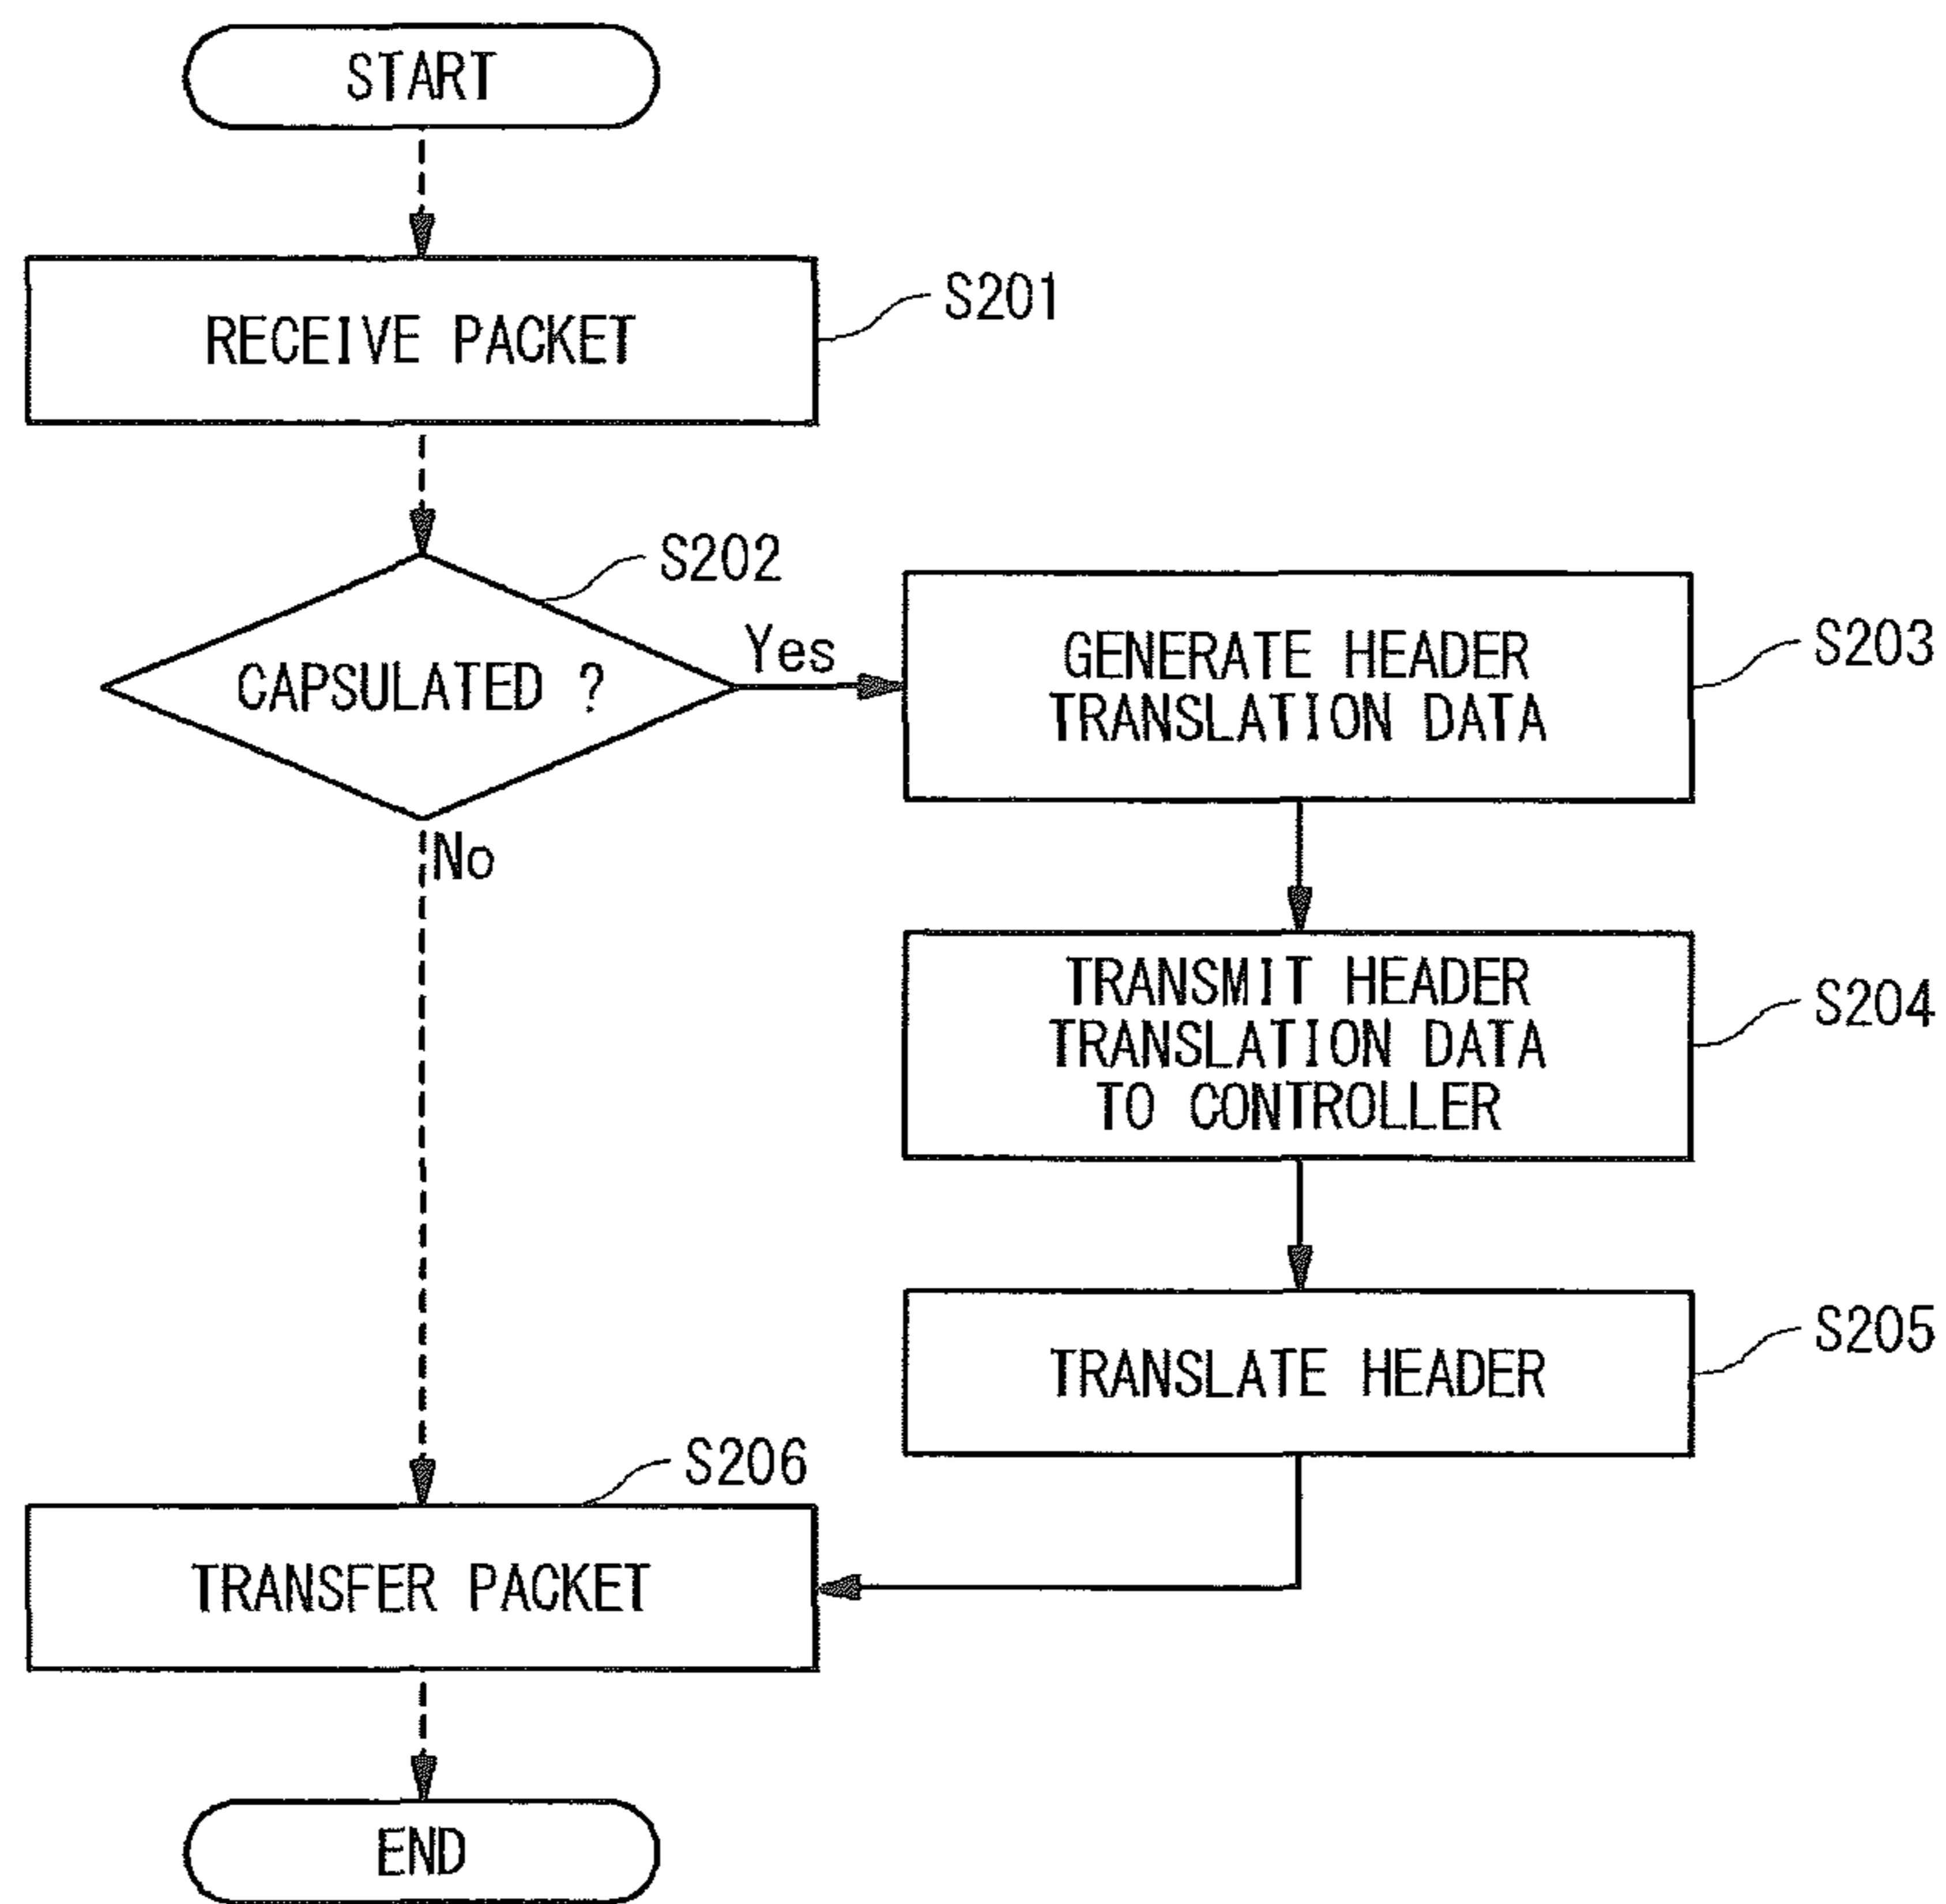 START
RECEIVE PACKET
S201
CAPSULATED ?
S202
Yes
No
GENERATE HEADER
TRANSLATION DATA
S203
TRANSMIT HEADER
TRANSLATION DATA
TO CONTROLLER
S204
TRANSLATE HEADER
S205
S206
TRANSFER PACKET
END